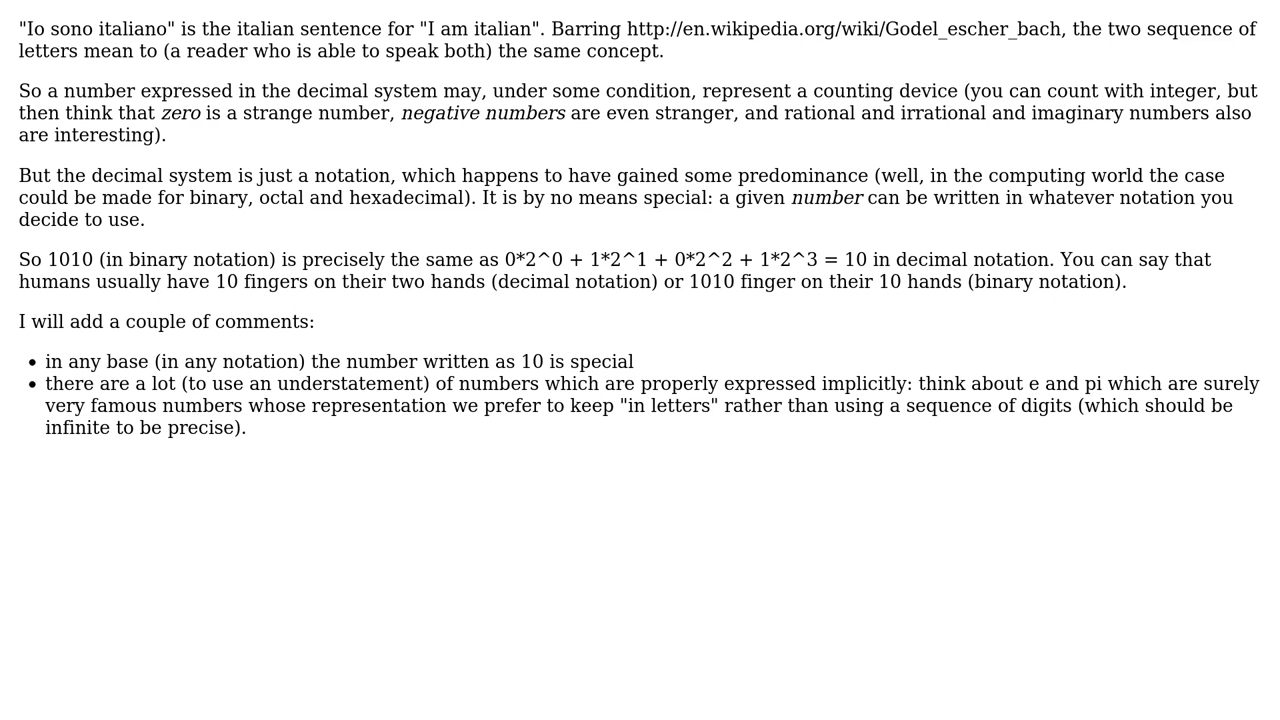 "Io sono italiano" is the italian sentence for "I am italian". Barring http://en.wikipedia.org/wiki/Godel_escher_bach, the two sequence of
letters mean to (a reader who is able to speak both) the same concept.
So a number expressed in the decimal system may, under some condition, represent a counting device (you can count with integer, but
then think that zero is a strange number, negative numbers are even stranger, and rational and irrational and imaginary numbers also
are interesting).
But the decimal system is just a notation, which happens to have gained some predominance (well, in the computing world the case
could be made for binary, octal and hexadecimal). It is by no means special: a given number can be written in whatever notation you
decide to use.
So 1010 (in binary notation) is precisely the same as 0*2^0 + 1*2^1 + 0*2^2 + 1*2^3 = 10 in decimal notation. You can say that
humans usually have 10 fingers on their two hands (decimal notation) or 1010 finger on their 10 hands (binary notation).
I will add a couple of comments:
• in any base (in any notation) the number written as 10 is special
• there are a lot (to use an understatement) of numbers which are properly expressed implicitly: think about e and pi which are surely
very famous numbers whose representation we prefer to keep "in letters" rather than using a sequence of digits (which should be
infinite to be precise).